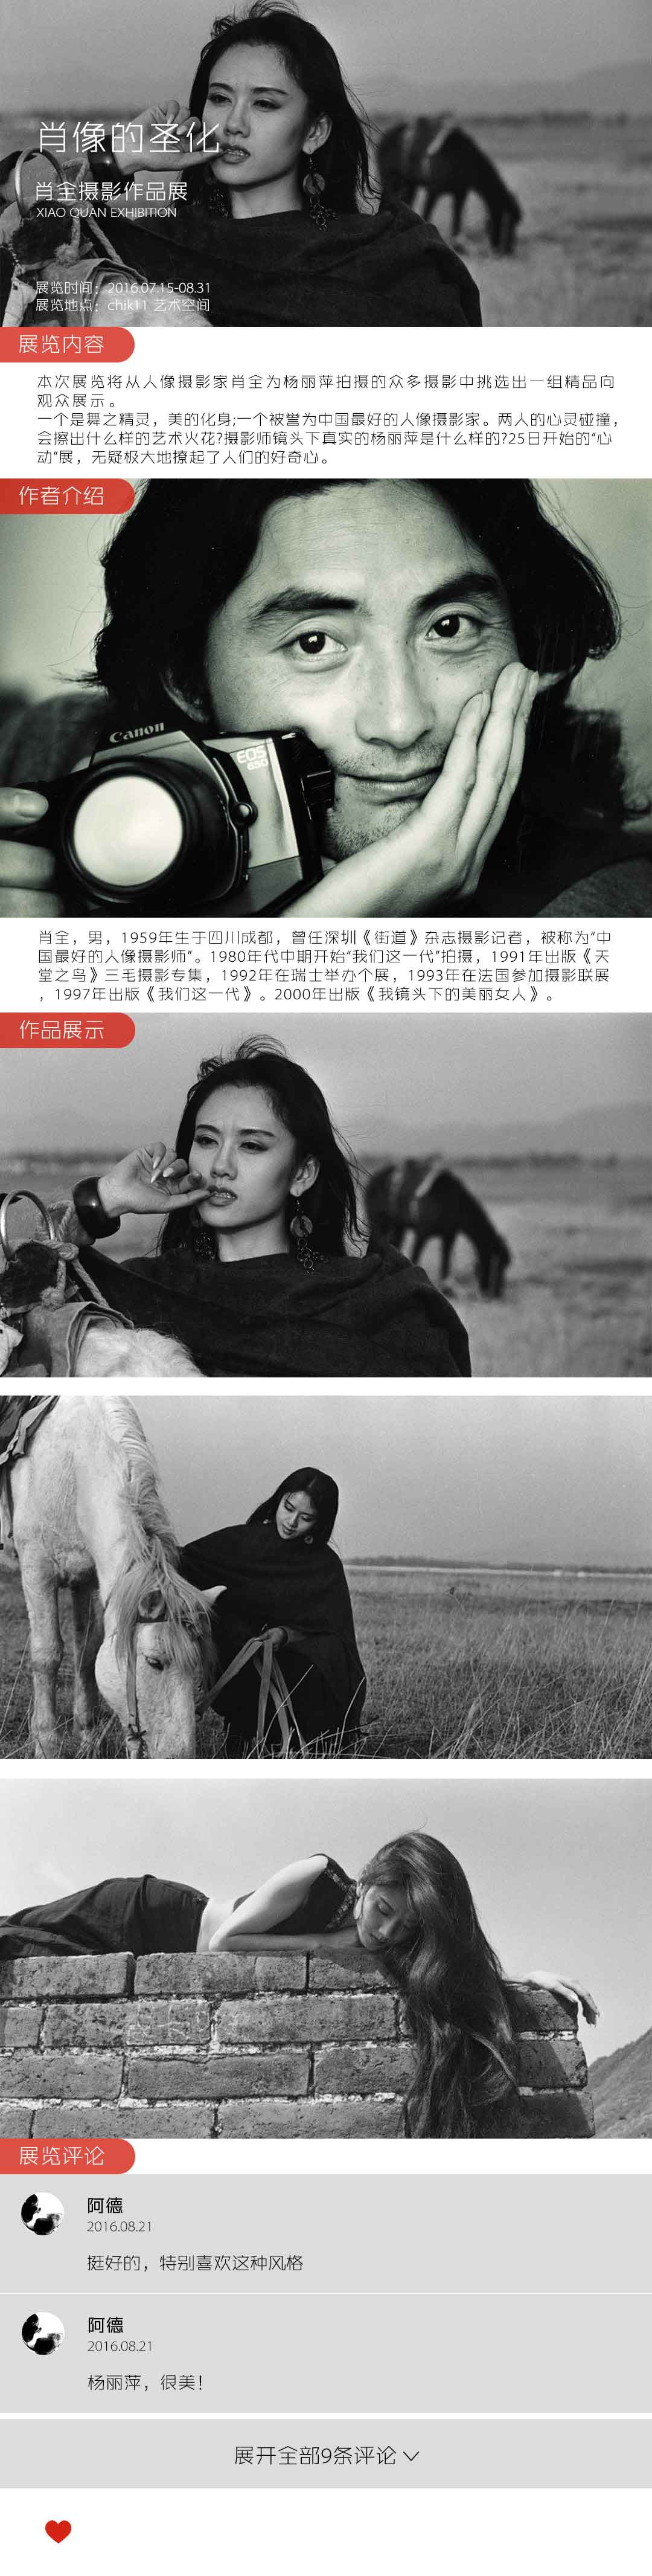 肖像的圣化
肖全摄影作品展
XIAO QUAN EXHIBITION
展览时间：2016.07.15-08.31
展览地点：chik11 艺术空间
展览内容
本次展览将从人像摄影家肖全为杨丽萍拍摄的众多摄影中挑选出一组精品向
观众展示。
一个是舞之精灵，美的化身;一个被誉为中国最好的人像摄影家。两人的心灵碰撞，
会擦出什么样的艺术火花?摄影师镜头下真实的杨丽萍是什么样的?25日开始的“心
动”展，无疑极大地撩起了人们的好奇心。
作者介绍
Canon
EOS
650
肖全，男，1959年生于四川成都，曾任深圳《街道》杂志摄影记者，被称为“中
国最好的人像摄影师”。1980年代中期开始“我们这一代”拍摄，1991年出版《天
堂之鸟》三毛摄影专集，1992年在瑞士举办个展，1993年在法国参加摄影联展
，1997年出版《我们这一代》。2000年出版《我镜头下的美丽女人》。
作品展示
展览评论
阿德
2016.08.21
挺好的，特别喜欢这种风格
阿德
2016.08.21
杨丽萍，很美！
展开全部9条评论